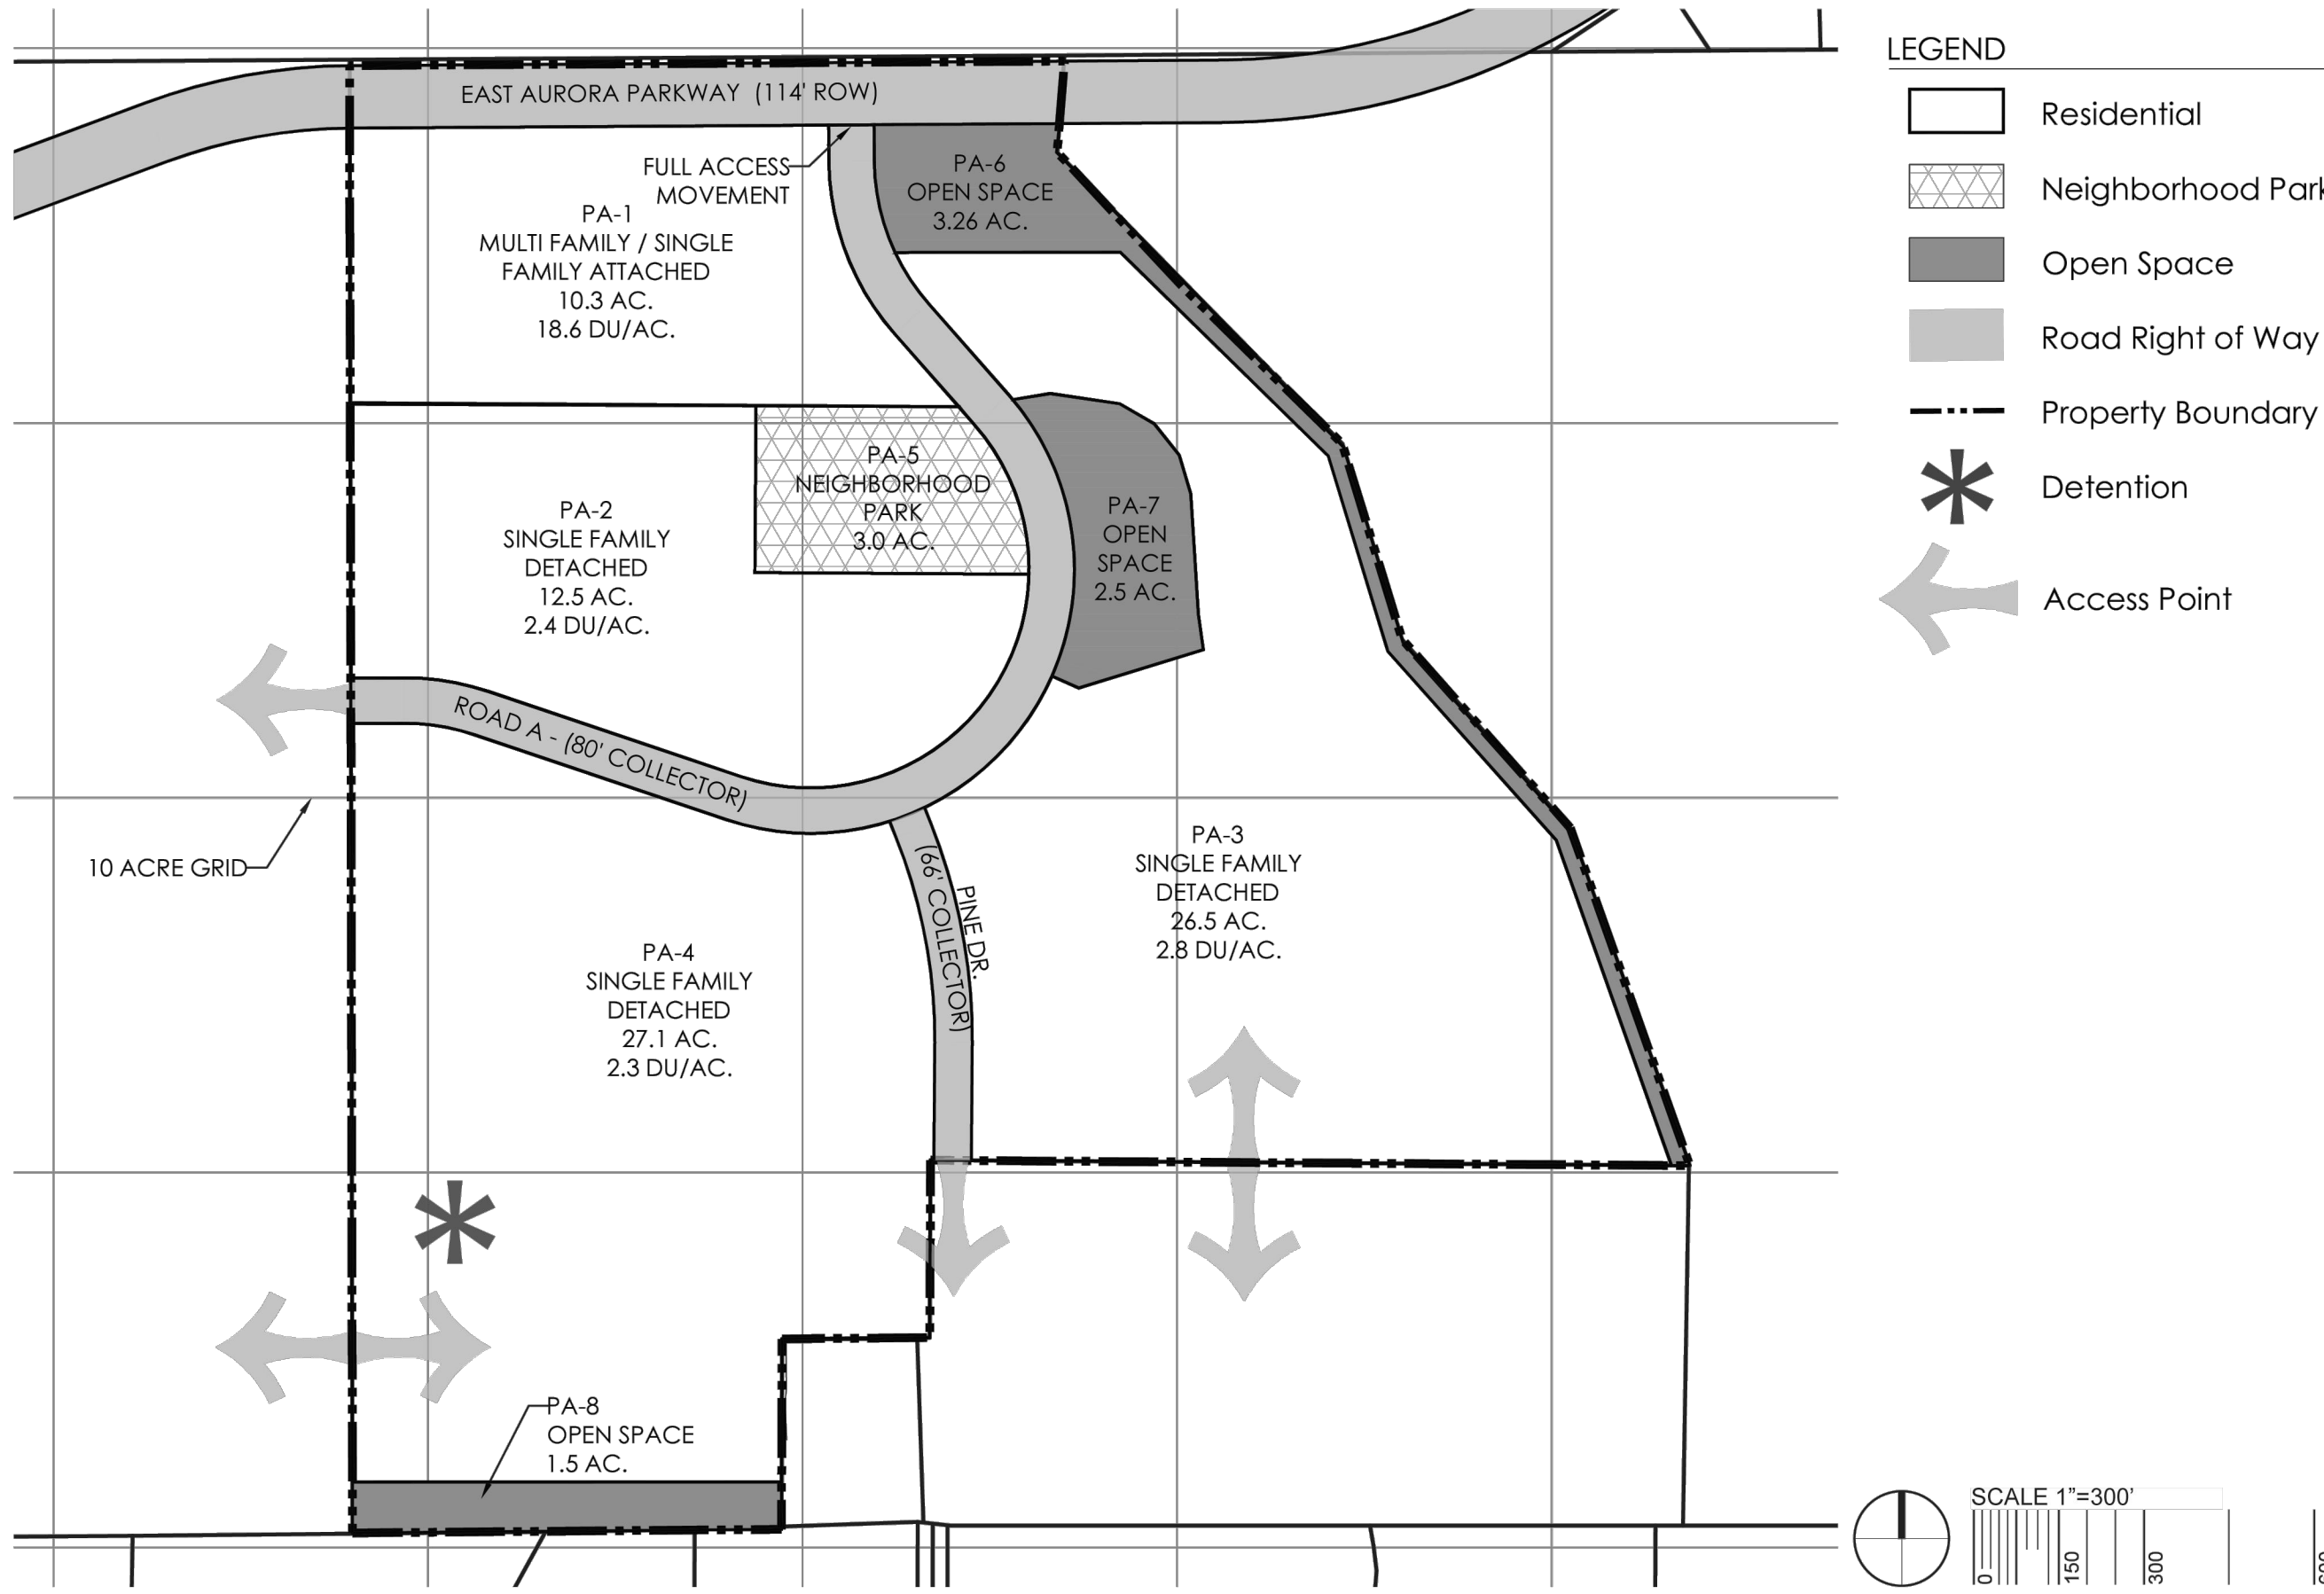 EAST AURORA PARKWAY (114' ROW)
FULL ACCESS
MOVEMENT
PA-1
MULTI FAMILY / SINGLE
FAMILY ATTACHED
10.3 AC.
18.6 DU/AC.
PA-6
OPEN SPACE
3.26 AC.
PA-5
NEIGHBORHOOD
PARK
3.0 AC.
PA-2
SINGLE FAMILY
DETACHED
12.5 AC.
2.4 DU/AC.
PA-7
OPEN
SPACE
2.5 AC.
ROAD A - (80' COLLECTOR)
10 ACRE GRID
PINE DR.
(66' COLLECTOR)
PA-3
SINGLE FAMILY
DETACHED
26.5 AC.
2.8 DU/AC.
PA-4
SINGLE FAMILY
DETACHED
27.1 AC.
2.3 DU/AC.
PA-8
OPEN SPACE
1.5 AC.
LEGEND
Residential
Neighborhood Park
Open Space
Road Right of Way
Property Boundary
Detention
Access Point
SCALE 1"=300'
0
150
300